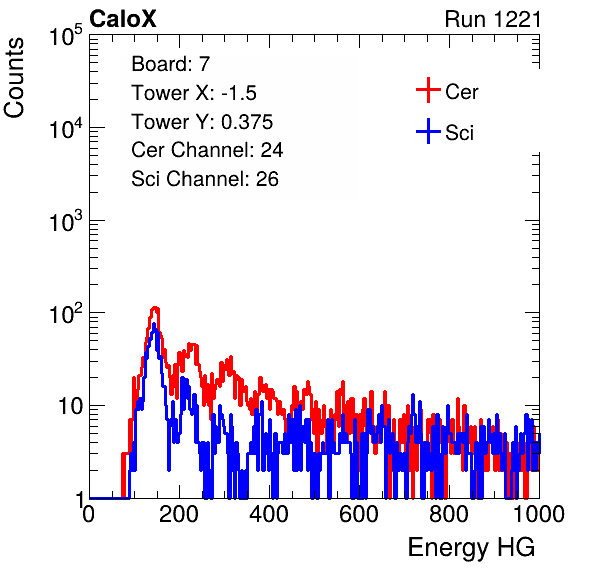 CaloX Run 1221
Counts
10^5
10^4
10^3
10^2
10
1
Board: 7
Tower X: -1.5
Tower Y: 0.375
Cer Channel: 24
Sci Channel: 26
Cer
Sci
0 200 400 600 800 1000
Energy HG